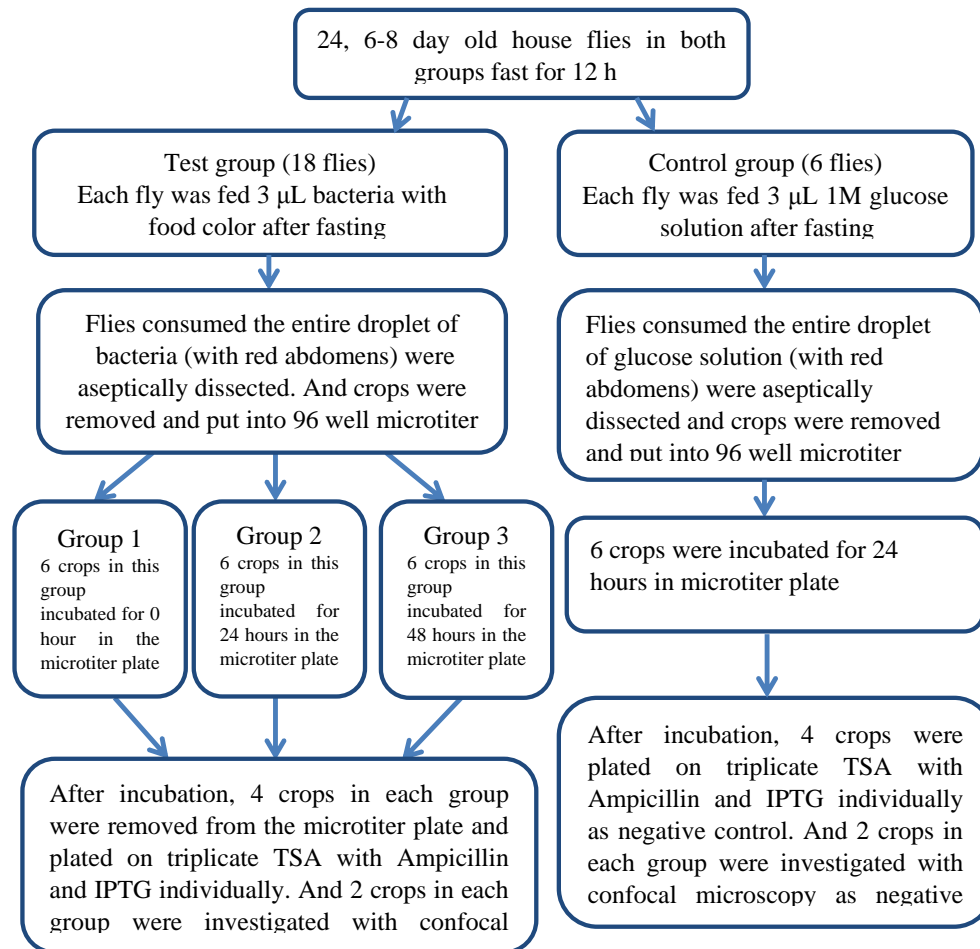 24, 6-8 day old house flies in both
groups fast for 12 h
Test group (18 flies)
Each fly was fed 3 μL bacteria with
food color after fasting
Control group (6 flies)
Each fly was fed 3 μL 1M glucose
solution after fasting
Flies consumed the entire droplet of
bacteria (with red abdomens) were
aseptically dissected. And crops were
removed and put into 96 well microtiter
Flies consumed the entire droplet
of glucose solution (with red
abdomens) were aseptically
dissected and crops were removed
and put into 96 well microtiter
Group 1
6 crops in this
group
incubated for 0
hour in the
microtiter plate
Group 2
6 crops in this
group
incubated for
24 hours in the
microtiter plate
Group 3
6 crops in this
group
incubated for
48 hours in the
microtiter plate
6 crops were incubated for 24
hours in microtiter plate
After incubation, 4 crops in each group
were removed from the microtiter plate and
plated on triplicate TSA with Ampicillin
and IPTG individually. And 2 crops in each
group were investigated with confocal
After incubation, 4 crops were
plated on triplicate TSA with
Ampicillin and IPTG individually
as negative control. And 2 crops in
each group were investigated with
confocal microscopy as negative